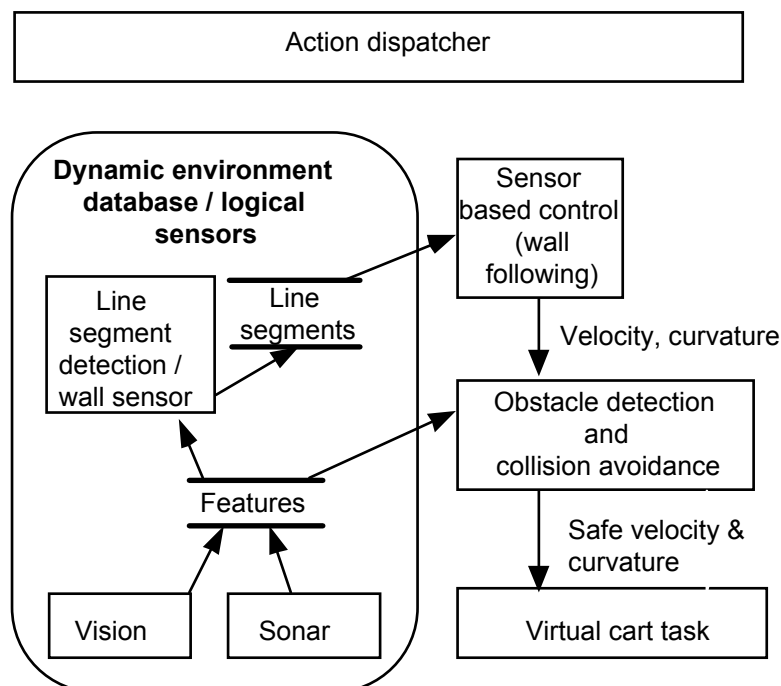 Action dispatcher
Dynamic environment
database / logical
sensors
Line
segment
detection /
wall sensor
Line
segments
Features
Vision
Sonar
Sensor
based control
(wall
following)
Velocity, curvature
Obstacle detection
and
collision avoidance
Safe velocity &
curvature
Virtual cart task